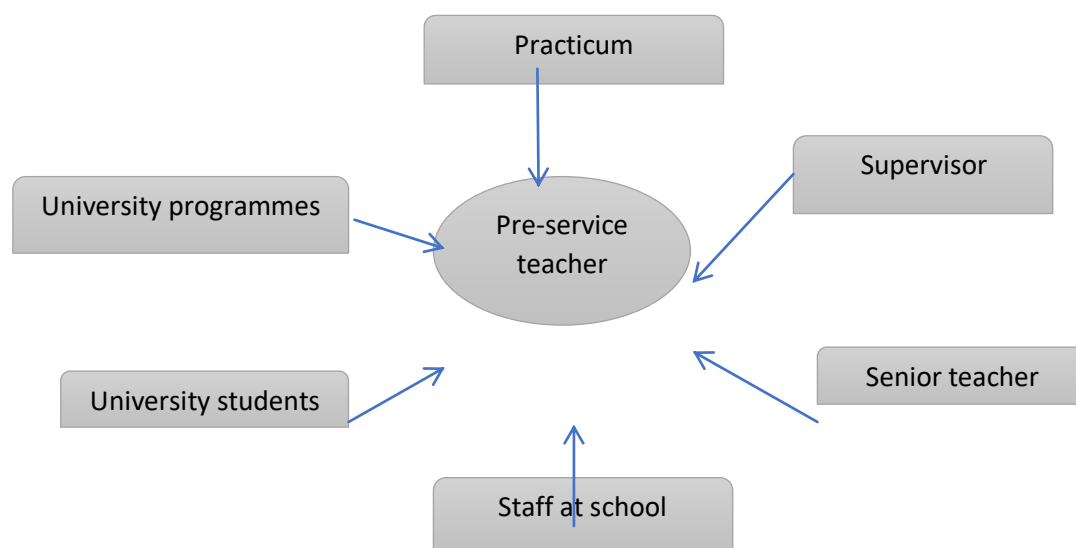 Practicum
Supervisor
University programmes
Pre-service
teacher
Senior teacher
University students
Staff at school